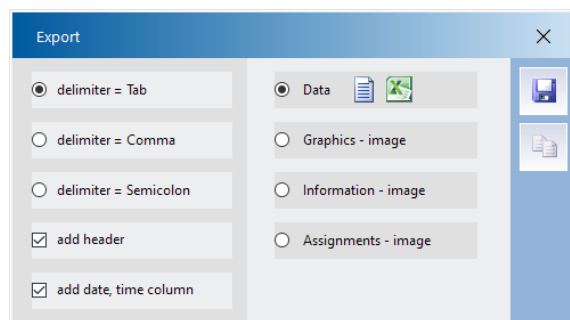 Export
delimiter = Tab
delimiter = Comma
delimiter = Semicolon
add header
add date, time column
Data
Graphics - image
Information - image
Assignments - image